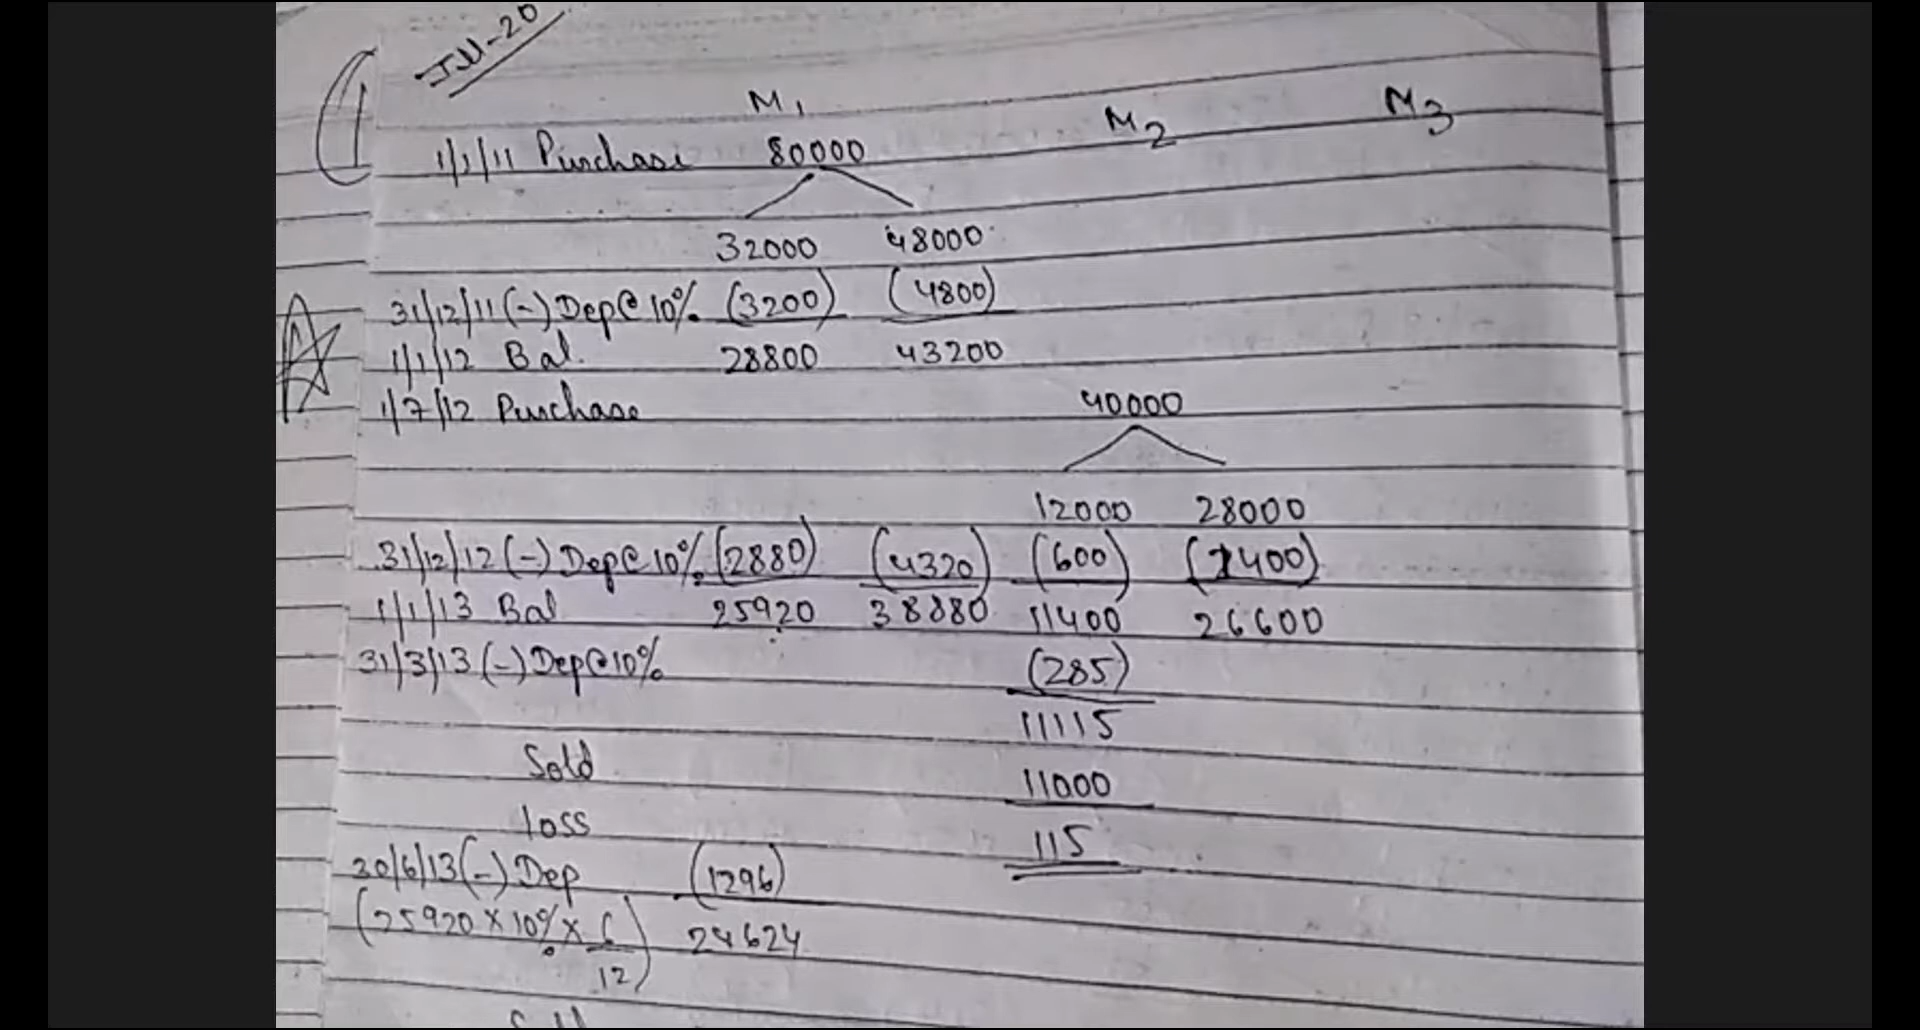 Jul-20
1
M1 M2 M3
1/1/11 Purchase 80000
32000 48000
31/12/11 (-) Dep@10% (3200) (4800)
1/1/12 Bal. 28800 43200
1/7/12 Purchase 40000
12000 28000
31/12/12 (-) Dep@10% (2880) (4320) (600) (1400)
1/1/13 Bal 25920 38880 11400 26600
31/3/13 (-) Dep@10% (285)
11115
Sold 11000
loss 115
30/6/13 (-) Dep (1296)
(25920 x 10% x 6/12) 24624